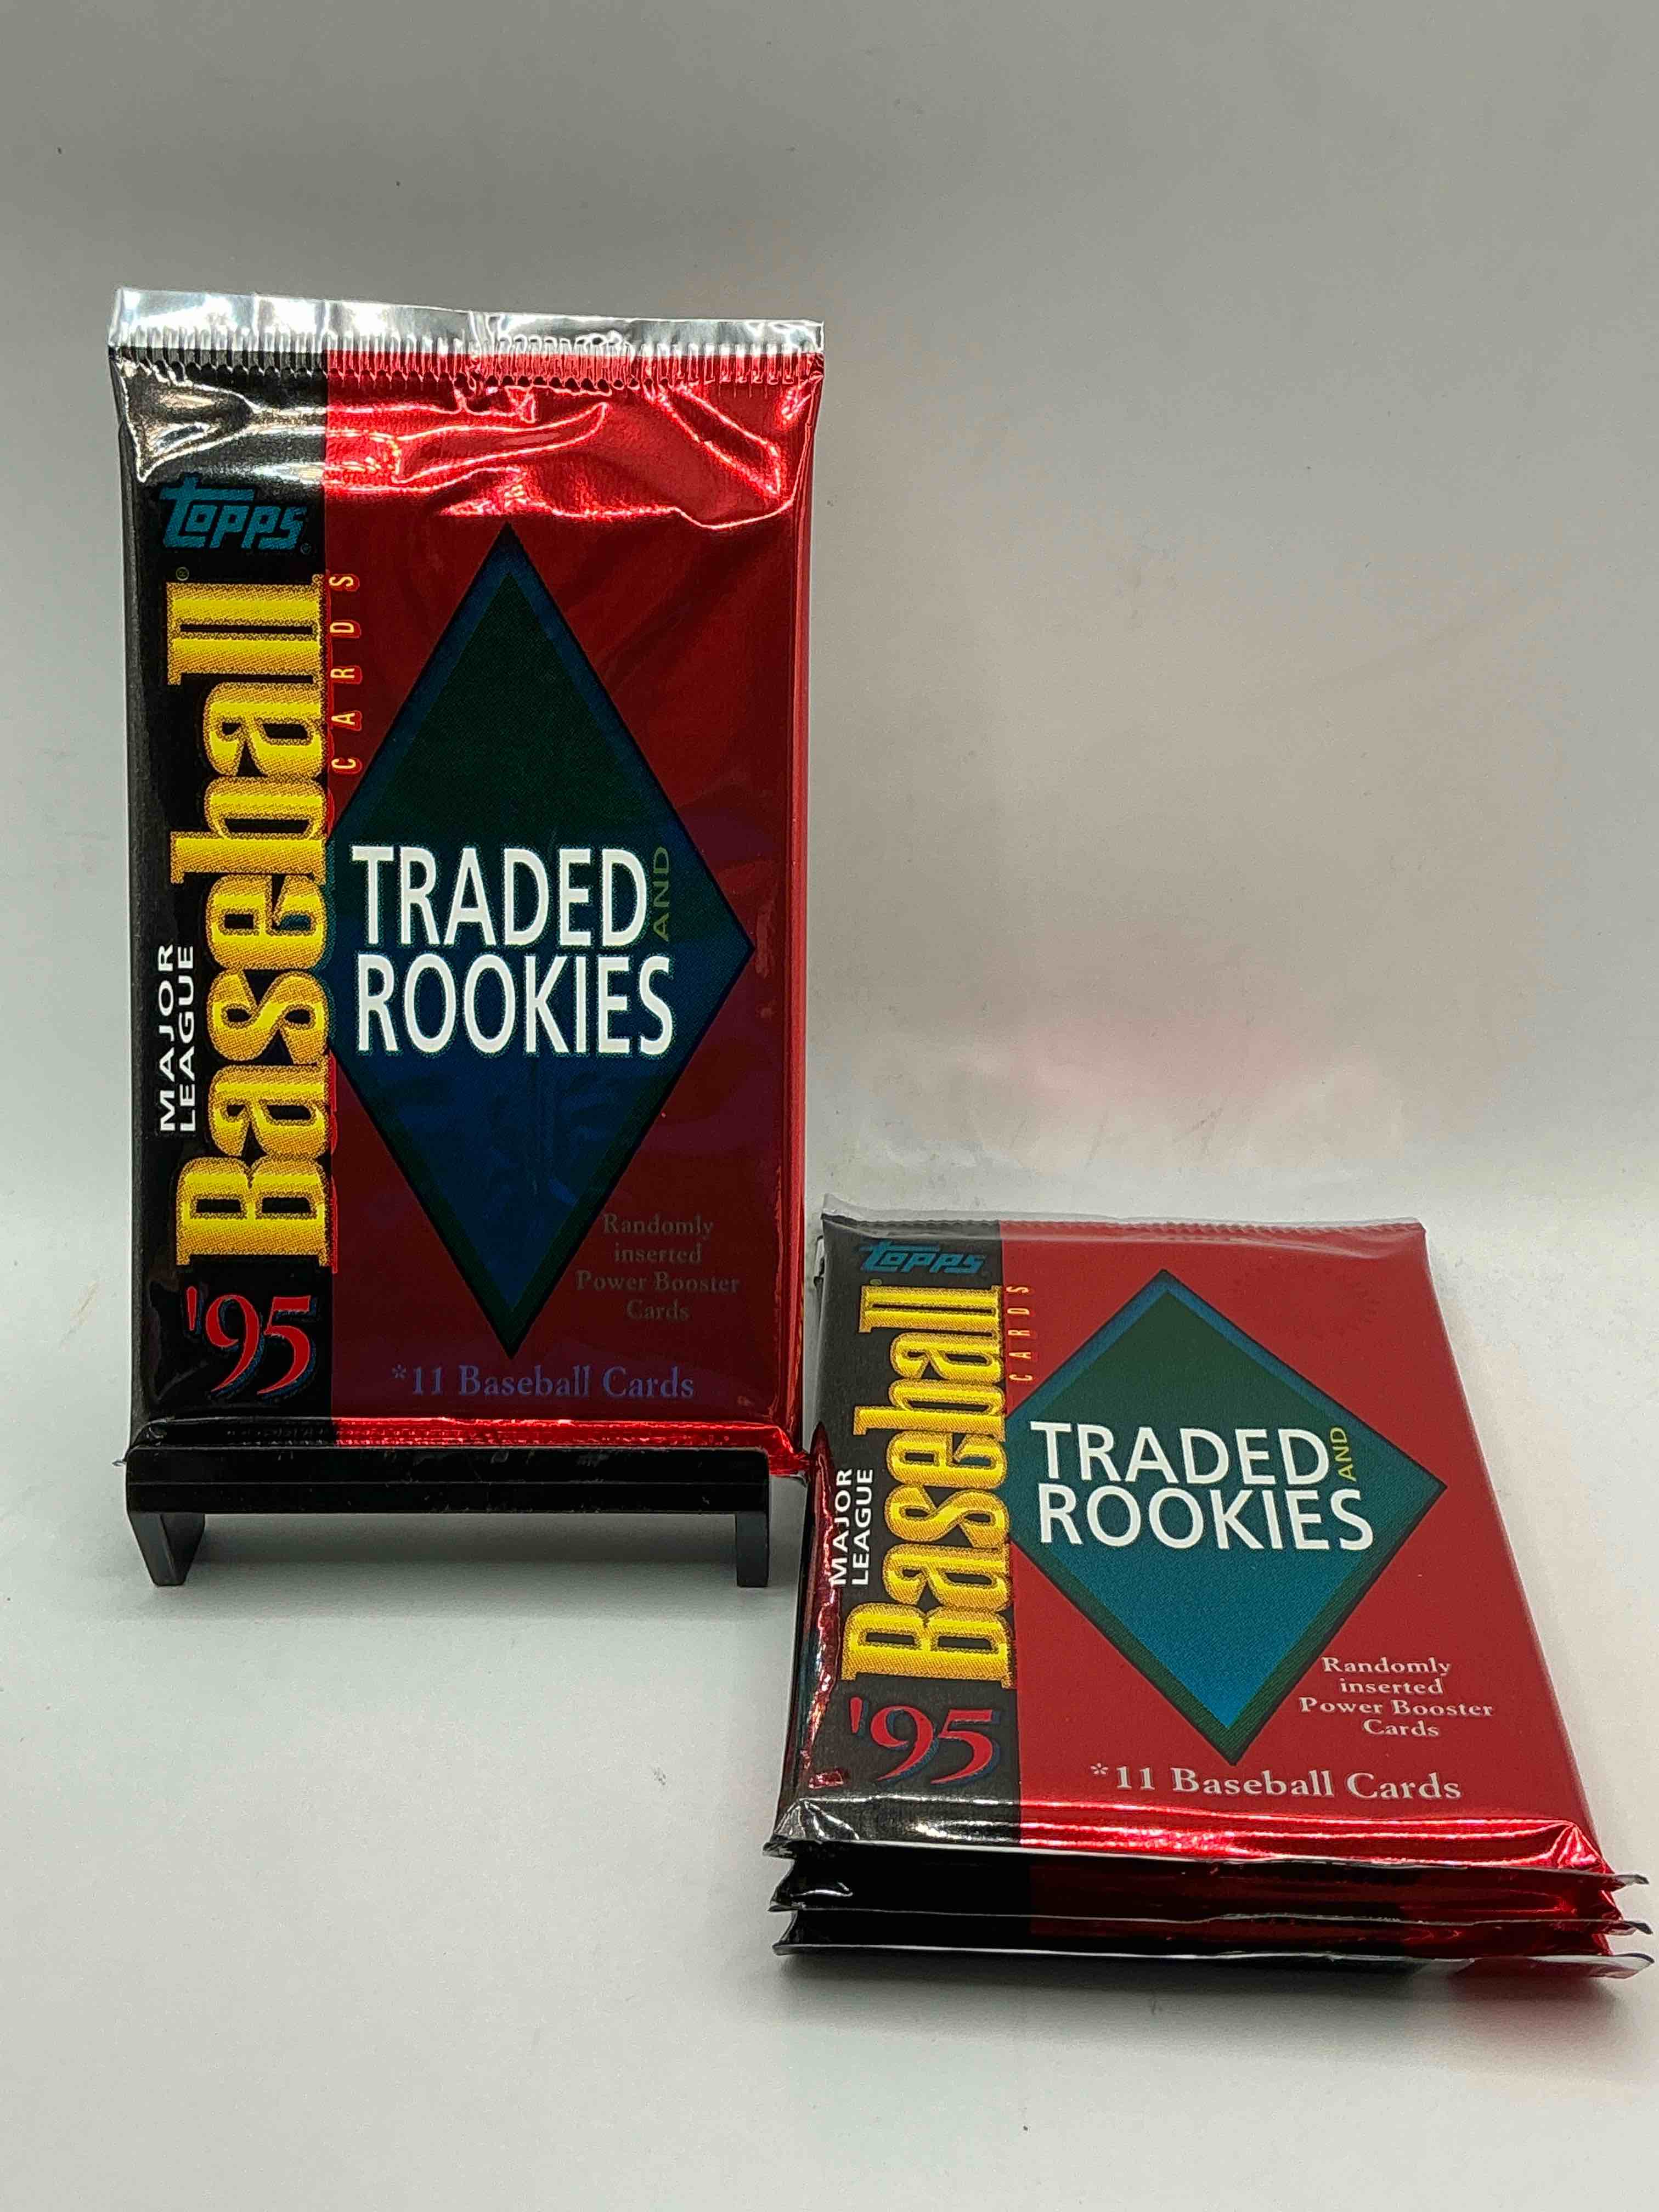 topps®
MAJOR LEAGUE
Baseball®
CARDS
'95
TRADED AND
ROOKIES
Randomly
inserted
Power Booster
Cards
*11 Baseball Cards
topps
MAJOR LEAGUE
Baseball®
CARDS
'95
TRADED AND
ROOKIES
Randomly
inserted
Power Booster
Cards
*11 Baseball Cards